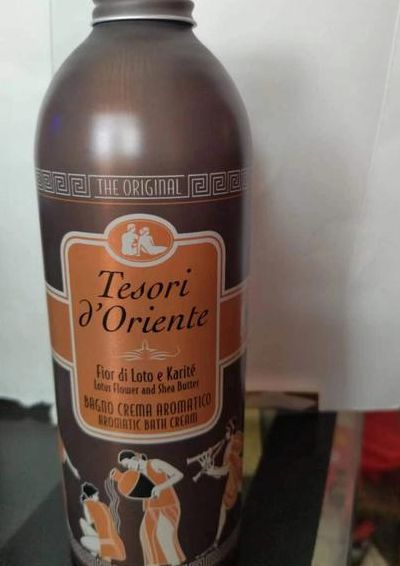 THE ORIGINAL
Tesori
d'Oriente
Fior di Loto e Karité
Lotus Flower and Shea Butter
BAGNO CREMA AROMATICO
AROMATIC BATH CREAM